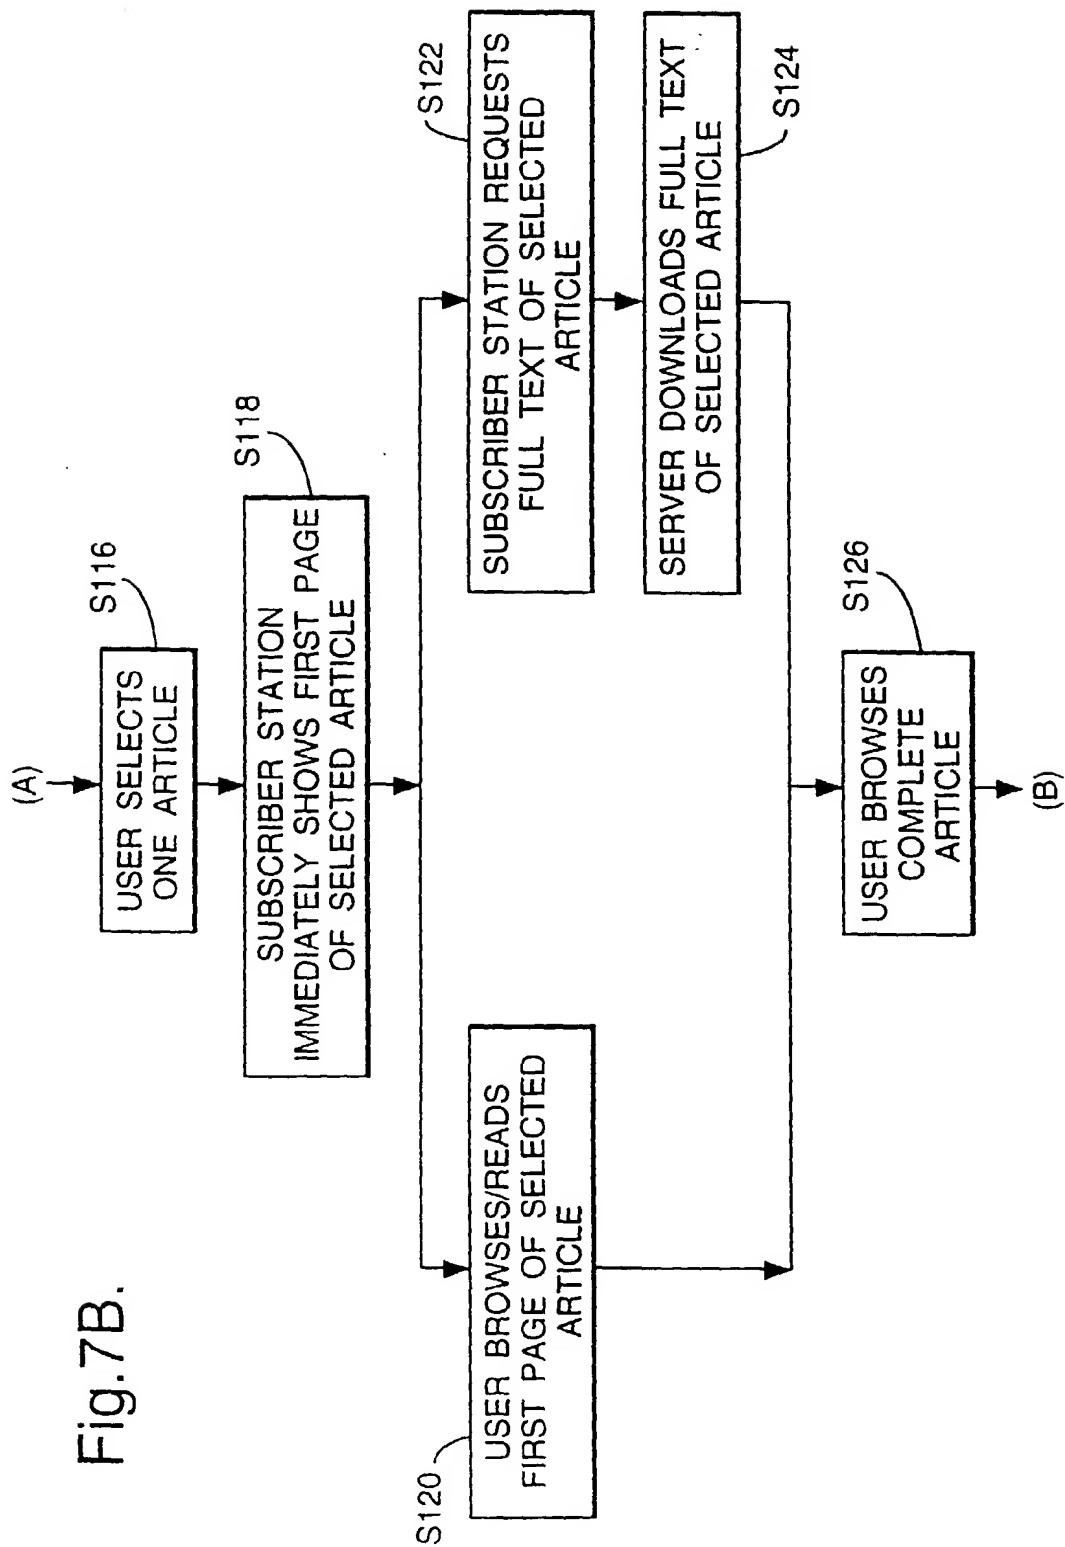 Fig.7B.
(A)
S116
USER SELECTS
ONE ARTICLE
S118
SUBSCRIBER STATION
IMMEDIATELY SHOWS FIRST PAGE
OF SELECTED ARTICLE
S120
USER BROWSES/READS
FIRST PAGE OF SELECTED
ARTICLE
S122
SUBSCRIBER STATION REQUESTS
FULL TEXT OF SELECTED
ARTICLE
S124
SERVER DOWNLOADS FULL TEXT
OF SELECTED ARTICLE
S126
USER BROWSES
COMPLETE
ARTICLE
(B)